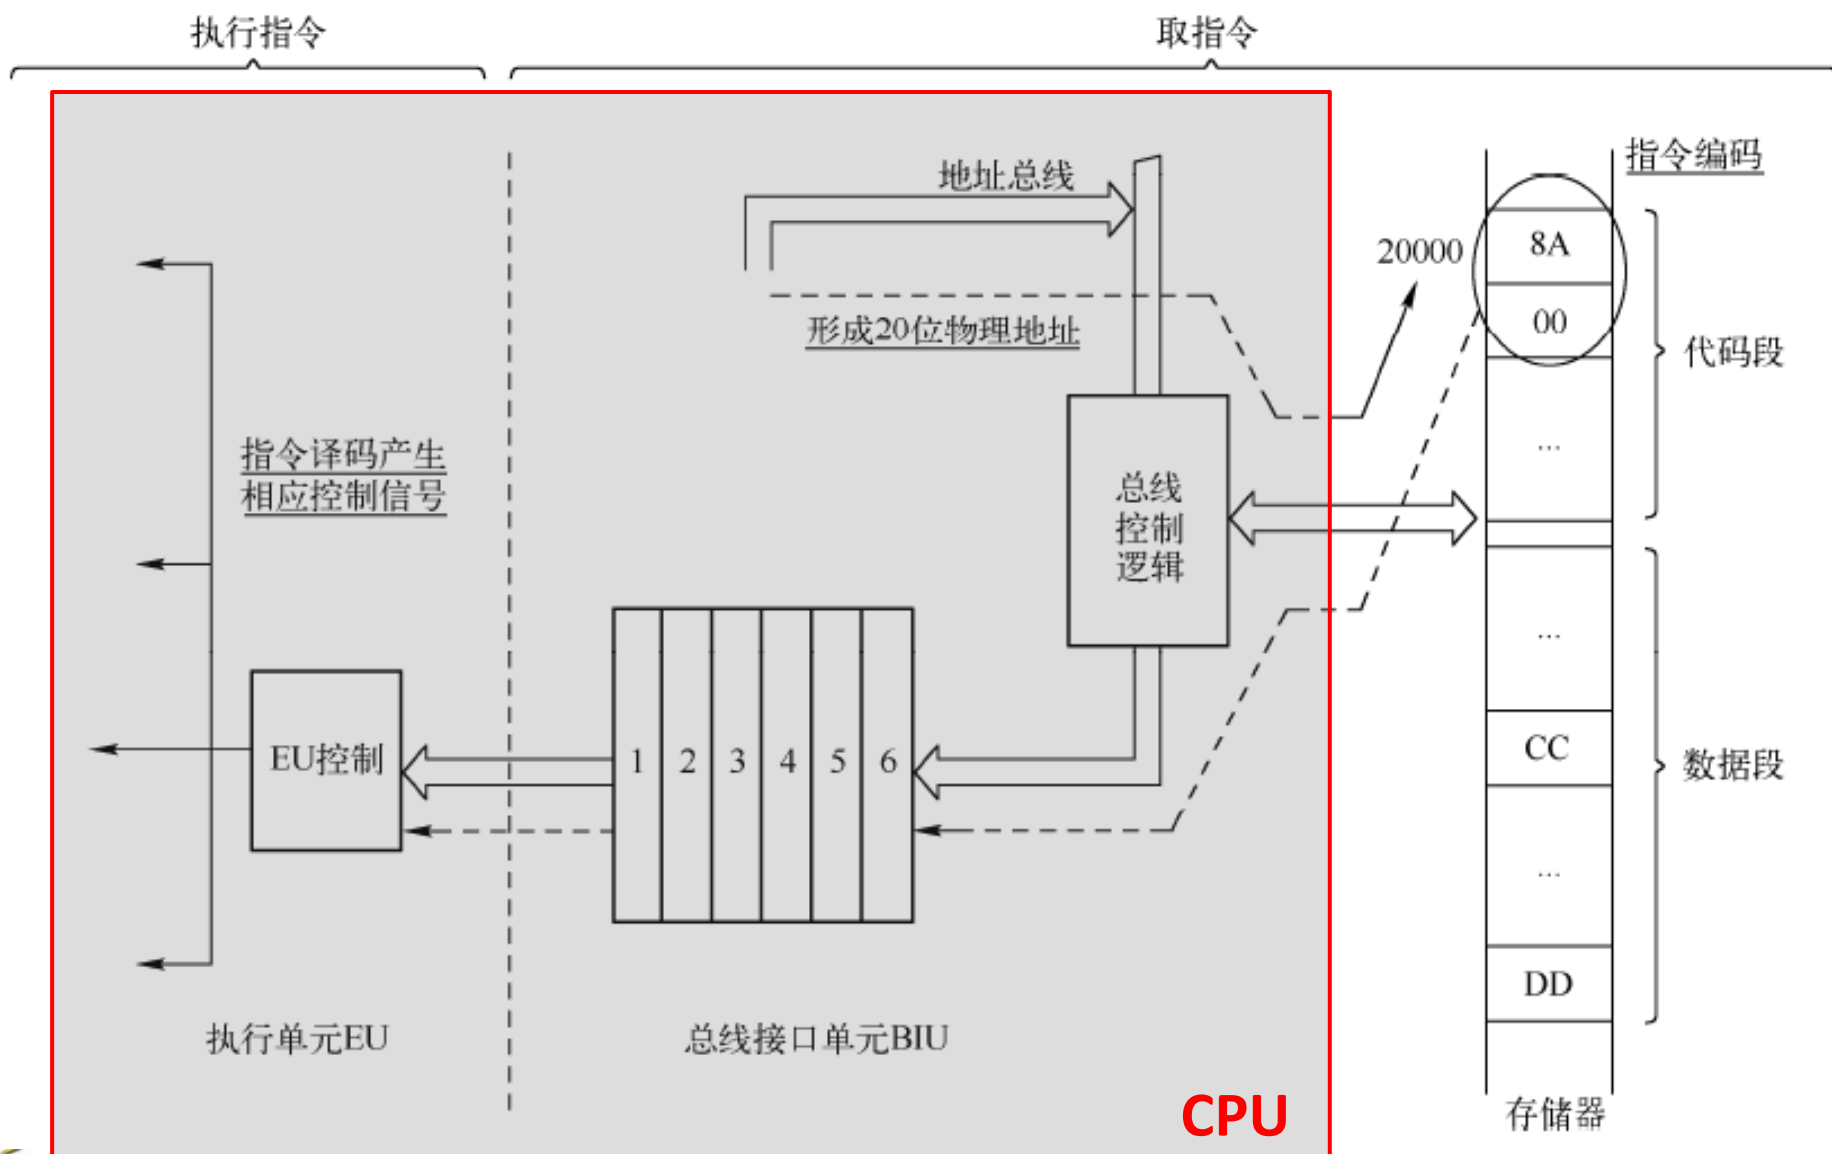 执行指令
取指令
地址总线
指令编码
20000
8A
形成20位物理地址
00
代码段
指令译码产生
相应控制信号
...
总线
控制
逻辑
...
EU控制
1 2 3 4 5 6
CC
数据段
...
DD
执行单元EU
总线接口单元BIU
CPU
存储器